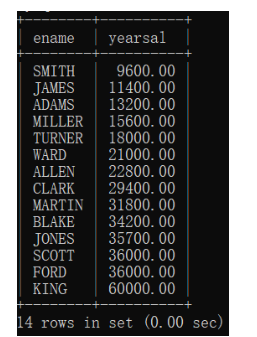 ename yearsal
SMITH 9600.00
JAMES 11400.00
ADAMS 13200.00
MILLER 15600.00
TURNER 18000.00
WARD 21000.00
ALLEN 22800.00
CLARK 29400.00
MARTIN 31800.00
BLAKE 34200.00
JONES 35700.00
SCOTT 36000.00
FORD 36000.00
KING 60000.00
14 rows in set (0.00 sec)